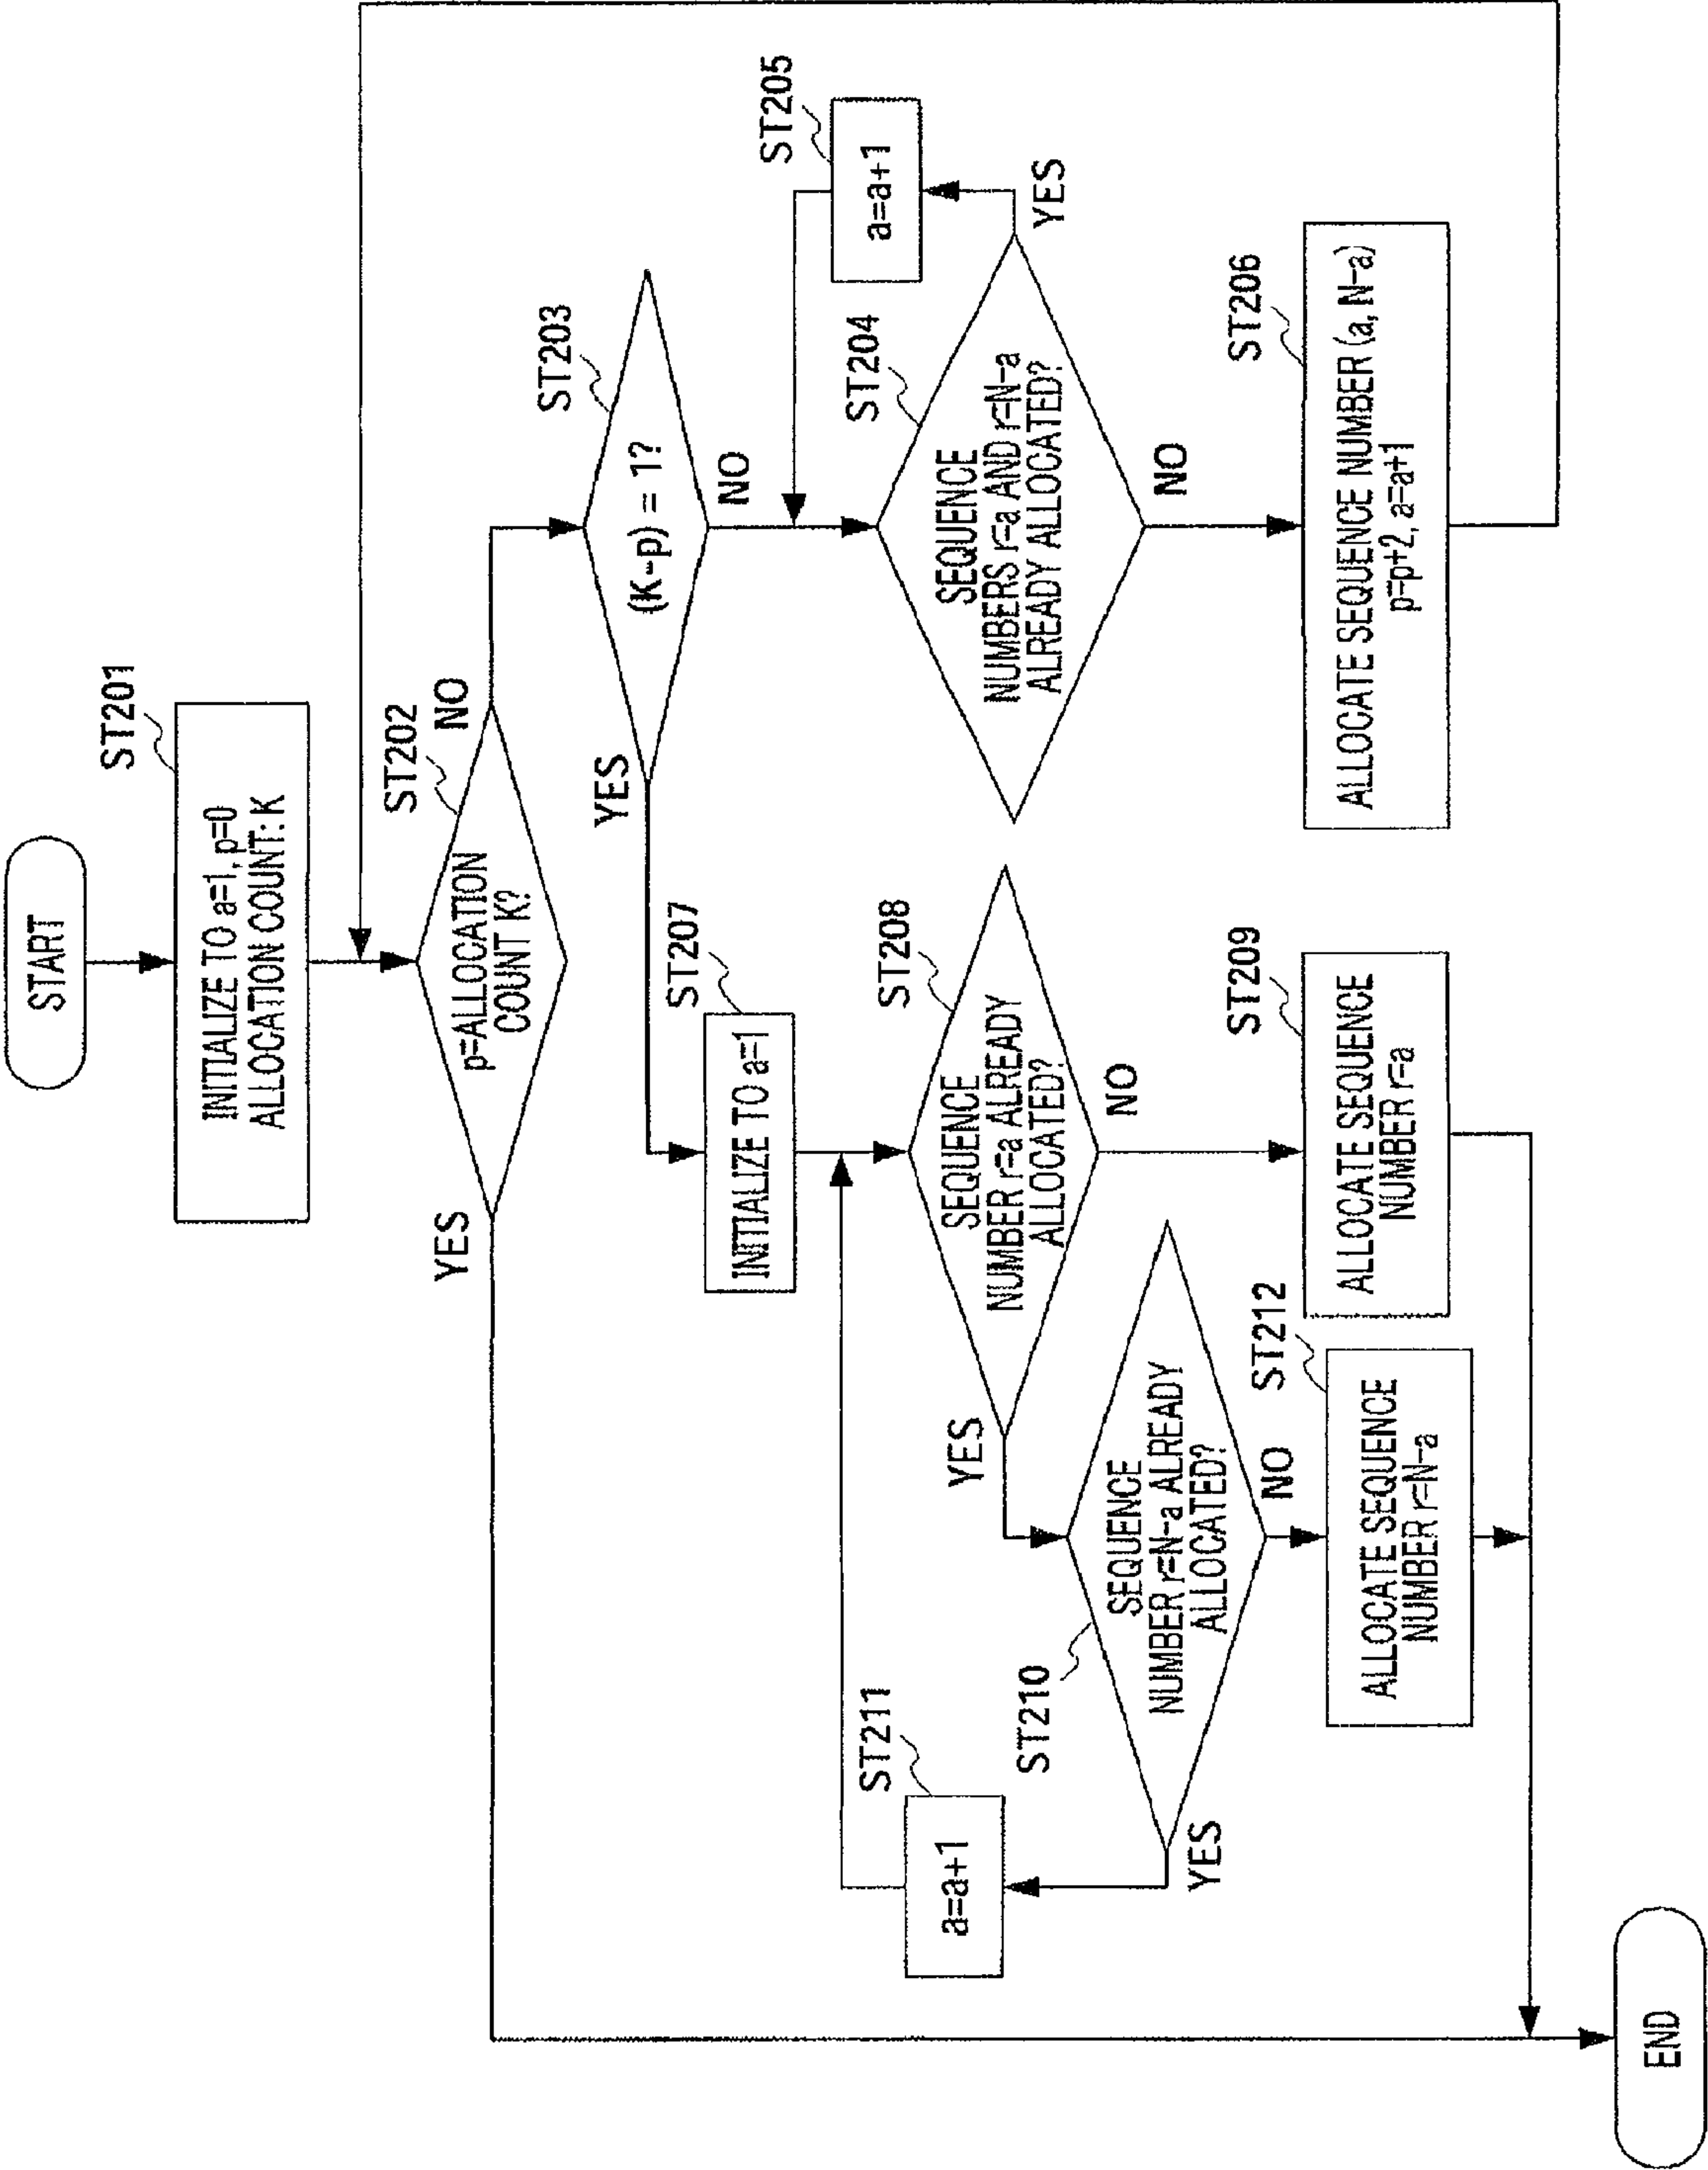 START
ST201
INITIALIZE TO a=1, p=0
ALLOCATION COUNT: K
ST202
p=ALLOCATION
COUNT K?
YES
NO
ST203
(K-p) = 1?
YES
NO
ST204
SEQUENCE
NUMBERS r=a AND r=N-a
ALREADY ALLOCATED?
YES
NO
ST205
a=a+1
ST206
ALLOCATE SEQUENCE NUMBER (a, N-a)
p=p+2, a=a+1
ST207
INITIALIZE TO a=1
ST208
SEQUENCE
NUMBER r=a ALREADY
ALLOCATED?
YES
NO
ST209
ALLOCATE SEQUENCE
NUMBER r=a
ST210
SEQUENCE
NUMBER r=N-a ALREADY
ALLOCATED?
YES
NO
ST211
a=a+1
ST212
ALLOCATE SEQUENCE
NUMBER r=N-a
END